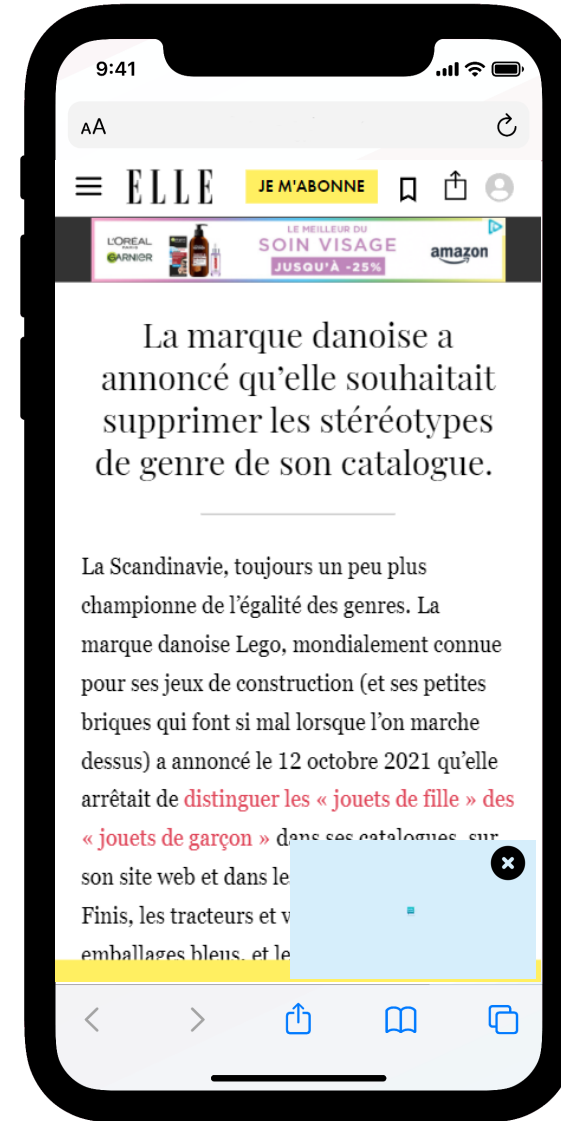 9:41
AA
ELLE
JE M'ABONNE
L'ORÉAL
PARIS
GARNIER
LE MEILLEUR DU
SOIN VISAGE
JUSQU'À -25%
amazon
La marque danoise a
annoncé qu’elle souhaitait
supprimer les stéréotypes
de genre de son catalogue.
La Scandinavie, toujours un peu plus
championne de l’égalité des genres. La
marque danoise Lego, mondialement connue
pour ses jeux de construction (et ses petites
briques qui font si mal lorsque l’on marche
dessus) a annoncé le 12 octobre 2021 qu’elle
arrêtait de distinguer les « jouets de fille » des
« jouets de garçon » dans ses catalogues, sur
son site web et dans
Finis, les tracteurs et
emballages bleus, et